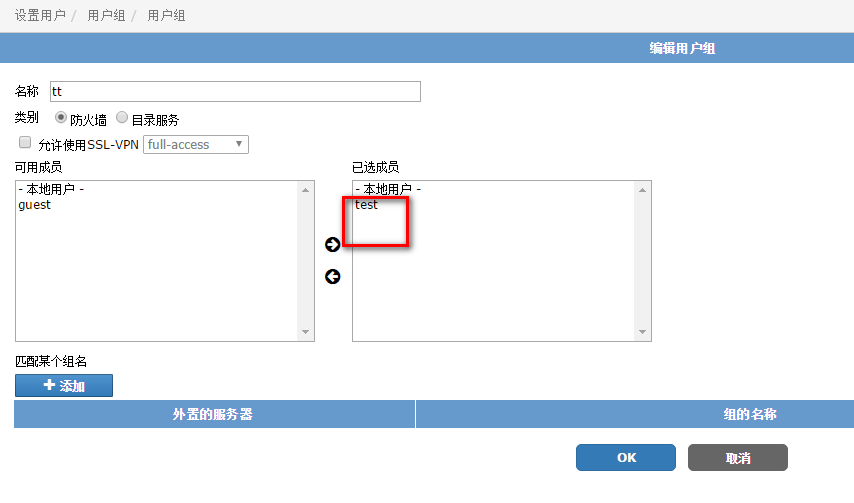 设置用户 / 用户组 / 用户组
编辑用户组
名称 tt
类别 防火墙 目录服务
允许使用SSL-VPN full-access
可用成员 已选成员
- 本地用户 - - 本地用户 -
guest test
匹配某个组名
添加
外置的服务器 组的名称
OK 取消